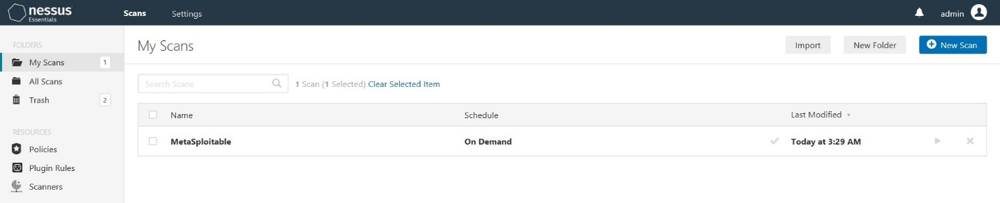 nessus
Essentials
Scans
Settings
admin
FOLDERS
My Scans
1
All Scans
Trash
2
RESOURCES
Policies
Plugin Rules
Scanners
My Scans
Import
New Folder
New Scan
Search Scans
1 Scan (1 Selected) Clear Selected Item
Name Schedule Last Modified
MetaSploitable On Demand Today at 3:29 AM